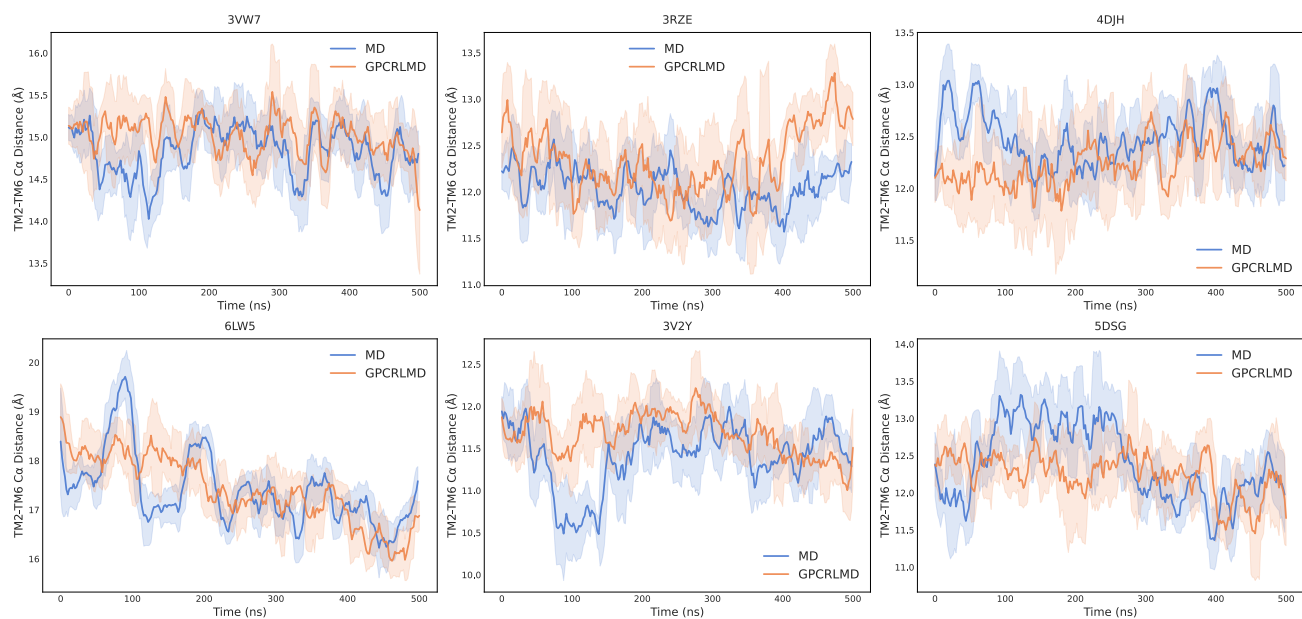 3VW7
TM2-TM6 Cα Distance (Å)
16.0
15.5
15.0
14.5
14.0
13.5
MD
GPCRLMD
0 100 200 300 400 500
Time (ns)
3RZE
TM2-TM6 Cα Distance (Å)
13.5
13.0
12.5
12.0
11.5
11.0
MD
GPCRLMD
0 100 200 300 400 500
Time (ns)
4DJH
TM2-TM6 Cα Distance (Å)
13.5
13.0
12.5
12.0
11.5
MD
GPCRLMD
0 100 200 300 400 500
Time (ns)
6LW5
TM2-TM6 Cα Distance (Å)
20
19
18
17
16
MD
GPCRLMD
0 100 200 300 400 500
Time (ns)
3V2Y
TM2-TM6 Cα Distance (Å)
12.5
12.0
11.5
11.0
10.5
10.0
MD
GPCRLMD
0 100 200 300 400 500
Time (ns)
5DSG
TM2-TM6 Cα Distance (Å)
14.0
13.5
13.0
12.5
12.0
11.5
11.0
MD
GPCRLMD
0 100 200 300 400 500
Time (ns)